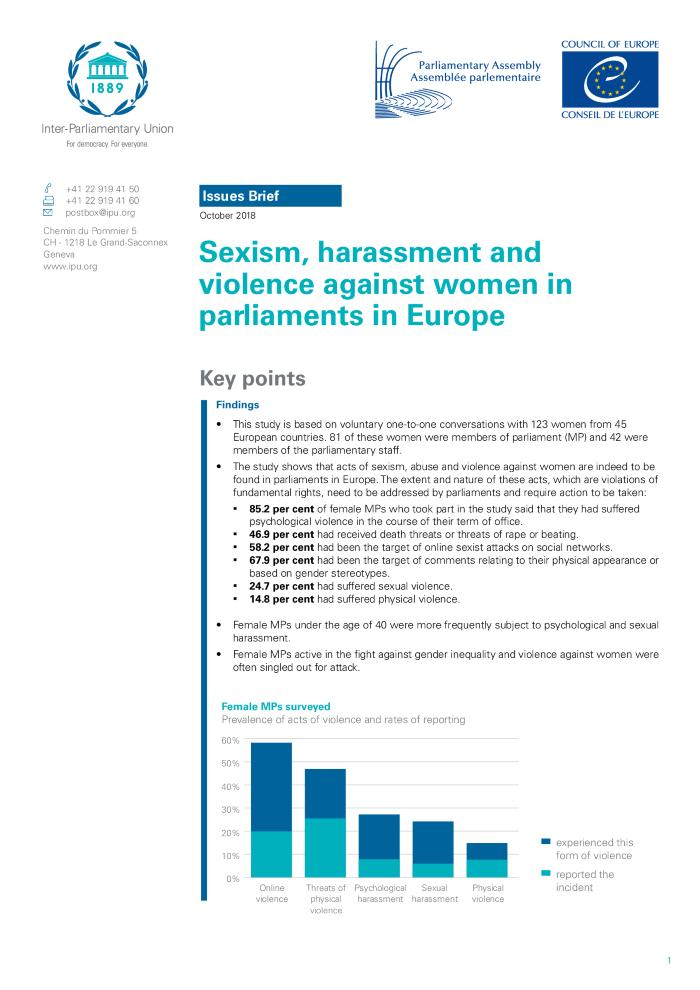 1889
Inter-Parliamentary Union
For democracy. For everyone.
Parliamentary Assembly
Assemblée parlementaire
COUNCIL OF EUROPE
CONSEIL DE L'EUROPE
+41 22 919 41 50
+41 22 919 41 60
postbox@ipu.org
Chemin du Pommier 5
CH - 1218 Le Grand-Saconnex
Geneva
www.ipu.org
Issues Brief
October 2018
Sexism, harassment and
violence against women in
parliaments in Europe
Key points
Findings
• This study is based on voluntary one-to-one conversations with 123 women from 45
European countries. 81 of these women were members of parliament (MP) and 42 were
members of the parliamentary staff.
• The study shows that acts of sexism, abuse and violence against women are indeed to be
found in parliaments in Europe. The extent and nature of these acts, which are violations of
fundamental rights, need to be addressed by parliaments and require action to be taken:
▪ 85.2 per cent of female MPs who took part in the study said that they had suffered
psychological violence in the course of their term of office.
▪ 46.9 per cent had received death threats or threats of rape or beating.
▪ 58.2 per cent had been the target of online sexist attacks on social networks.
▪ 67.9 per cent had been the target of comments relating to their physical appearance or
based on gender stereotypes.
▪ 24.7 per cent had suffered sexual violence.
▪ 14.8 per cent had suffered physical violence.
• Female MPs under the age of 40 were more frequently subject to psychological and sexual
harassment.
• Female MPs active in the fight against gender inequality and violence against women were
often singled out for attack.
Female MPs surveyed
Prevalence of acts of violence and rates of reporting
60%
50%
40%
30%
20%
10%
0%
Online
violence
Threats of
physical
violence
Psychological
harassment
Sexual
harassment
Physical
violence
experienced this
form of violence
reported the
incident
1